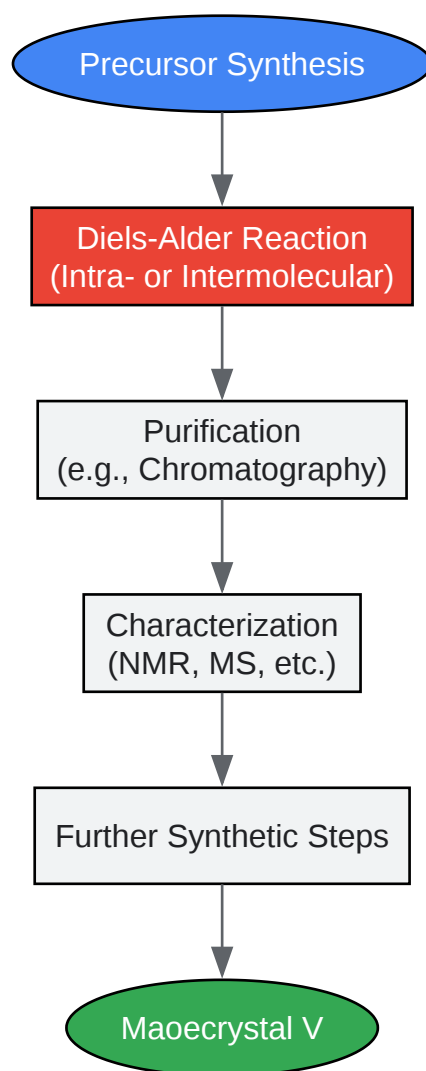 Precursor Synthesis
Diels-Alder Reaction
(Intra- or Intermolecular)
Purification
(e.g., Chromatography)
Characterization
(NMR, MS, etc.)
Further Synthetic Steps
Maoecrystal V